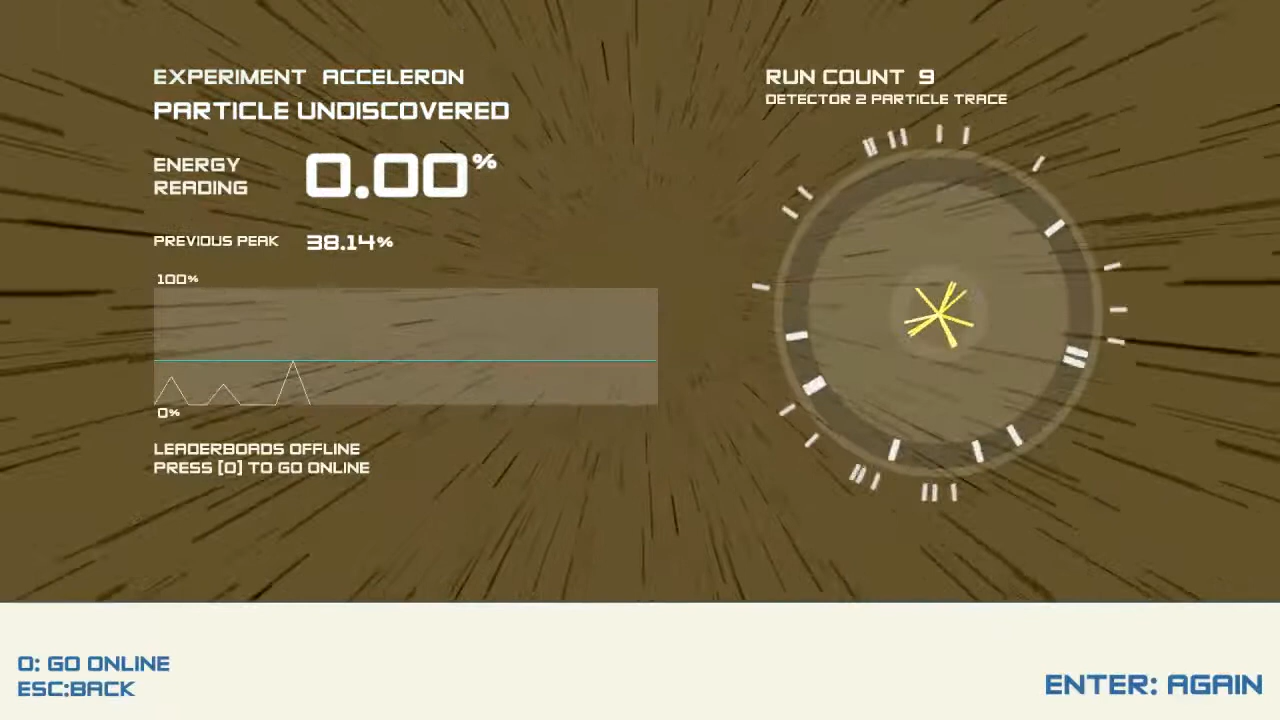 EXPERIMENT ACCELERON
PARTICLE UNDISCOVERED
ENERGY READING 0.00%
PREVIOUS PEAK 38.14%
100%
0%
LEADERBOARDS OFFLINE
PRESS [O] TO GO ONLINE
RUN COUNT 9
DETECTOR 2 PARTICLE TRACE
O: GO ONLINE
ESC:BACK
ENTER: AGAIN